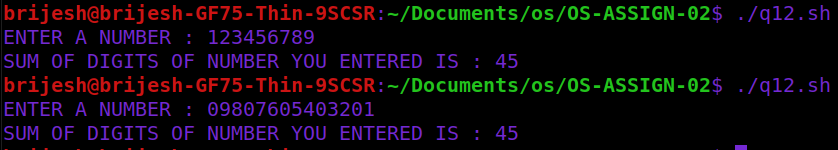 brijesh@brijesh-GF75-Thin-9SCSR:~/Documents/os/OS-ASSIGN-02$ ./q12.sh
ENTER A NUMBER : 123456789
SUM OF DIGITS OF NUMBER YOU ENTERED IS : 45
brijesh@brijesh-GF75-Thin-9SCSR:~/Documents/os/OS-ASSIGN-02$ ./q12.sh
ENTER A NUMBER : 09807605403201
SUM OF DIGITS OF NUMBER YOU ENTERED IS : 45